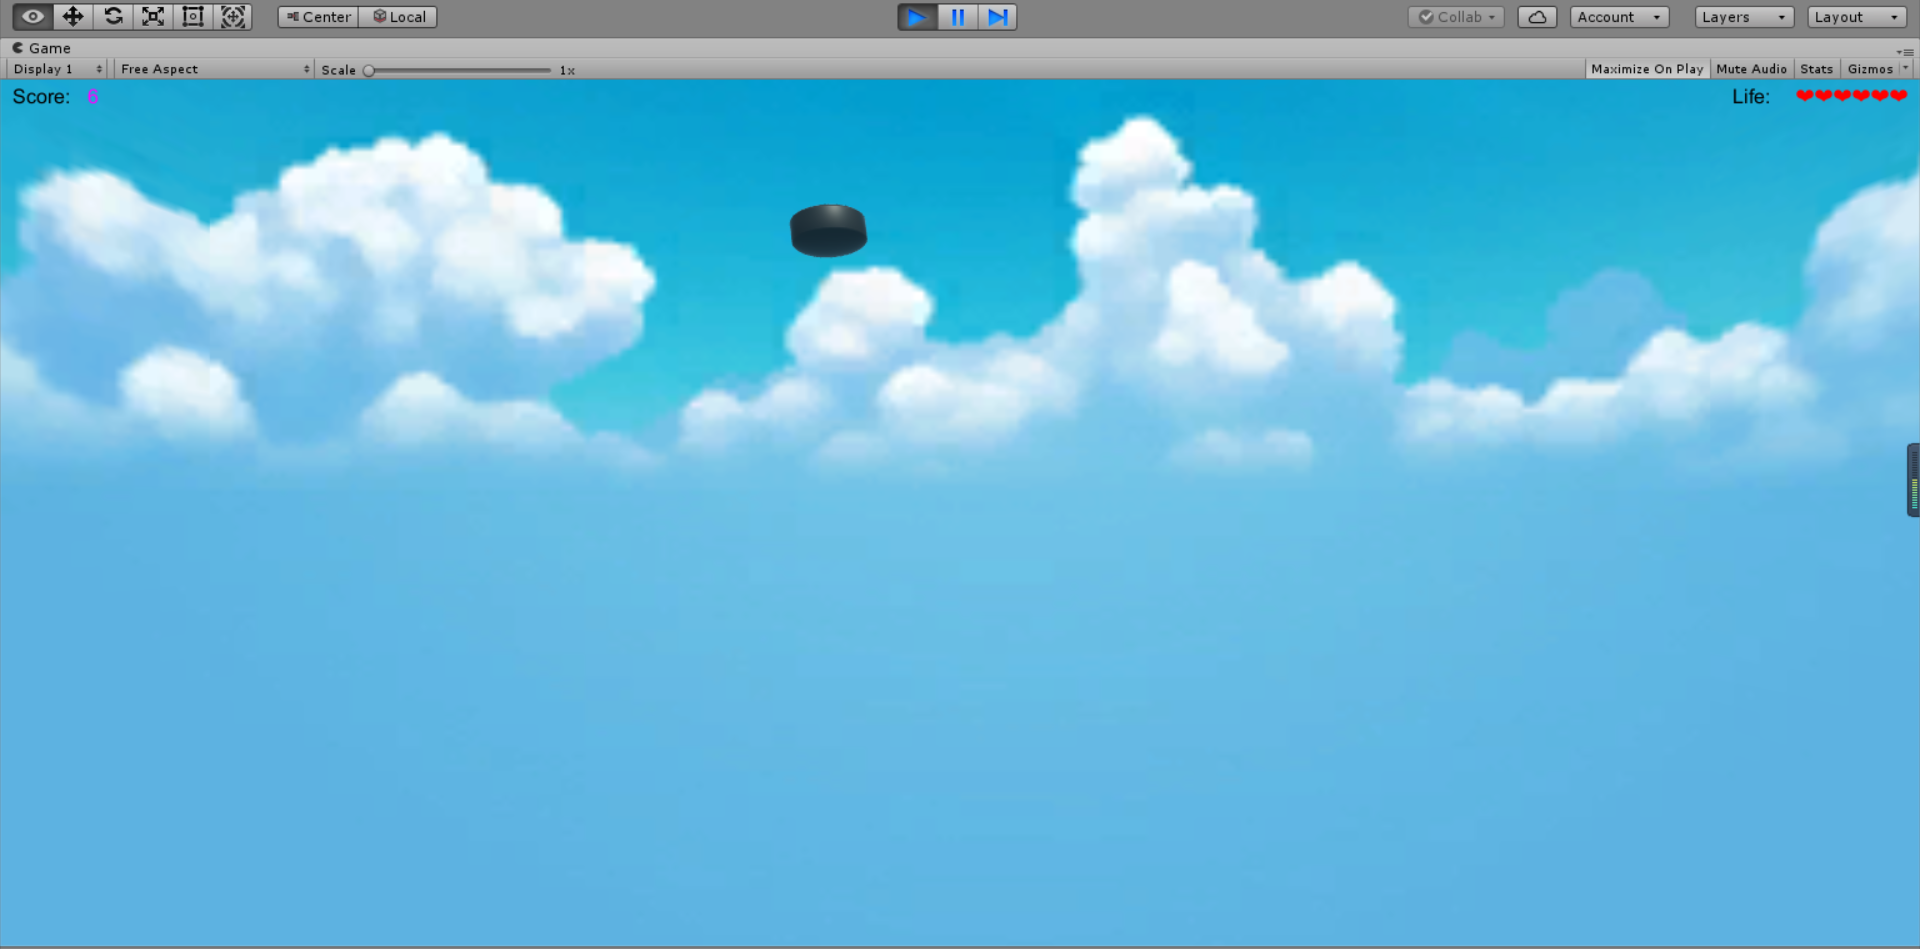 Center Local Collab Account Layers Layout
Game
Display 1 Free Aspect Scale 1x Maximize On Play Mute Audio Stats Gizmos
Score: 6 Life: ❤❤❤❤❤❤